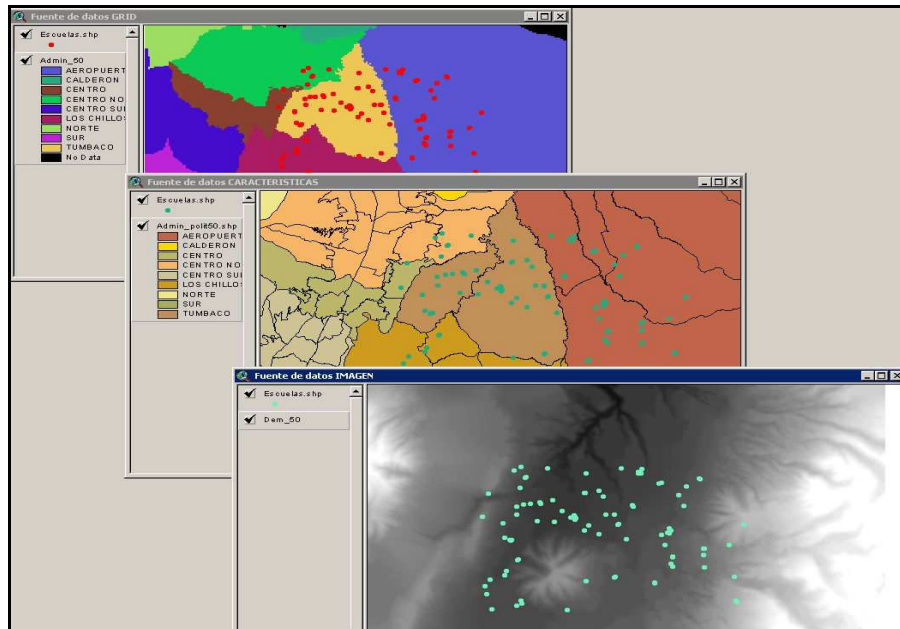 Fuente de datos GRID
Escuelas.shp
Admin_50
AEROPUERT
CALDERON
CENTRO
CENTRO NO
CENTRO SU
LOS CHILLO
NORTE
SUR
TUMBACO
No Data
Fuente de datos CARACTERISTICAS
Escuelas.shp
Admin_polit50.shp
AEROPUERT
CALDERON
CENTRO
CENTRO NO
CENTRO SUI
LOS CHILLOS
NORTE
SUR
TUMBACO
Fuente de datos IMAGEN
Escuelas.shp
Dem_50